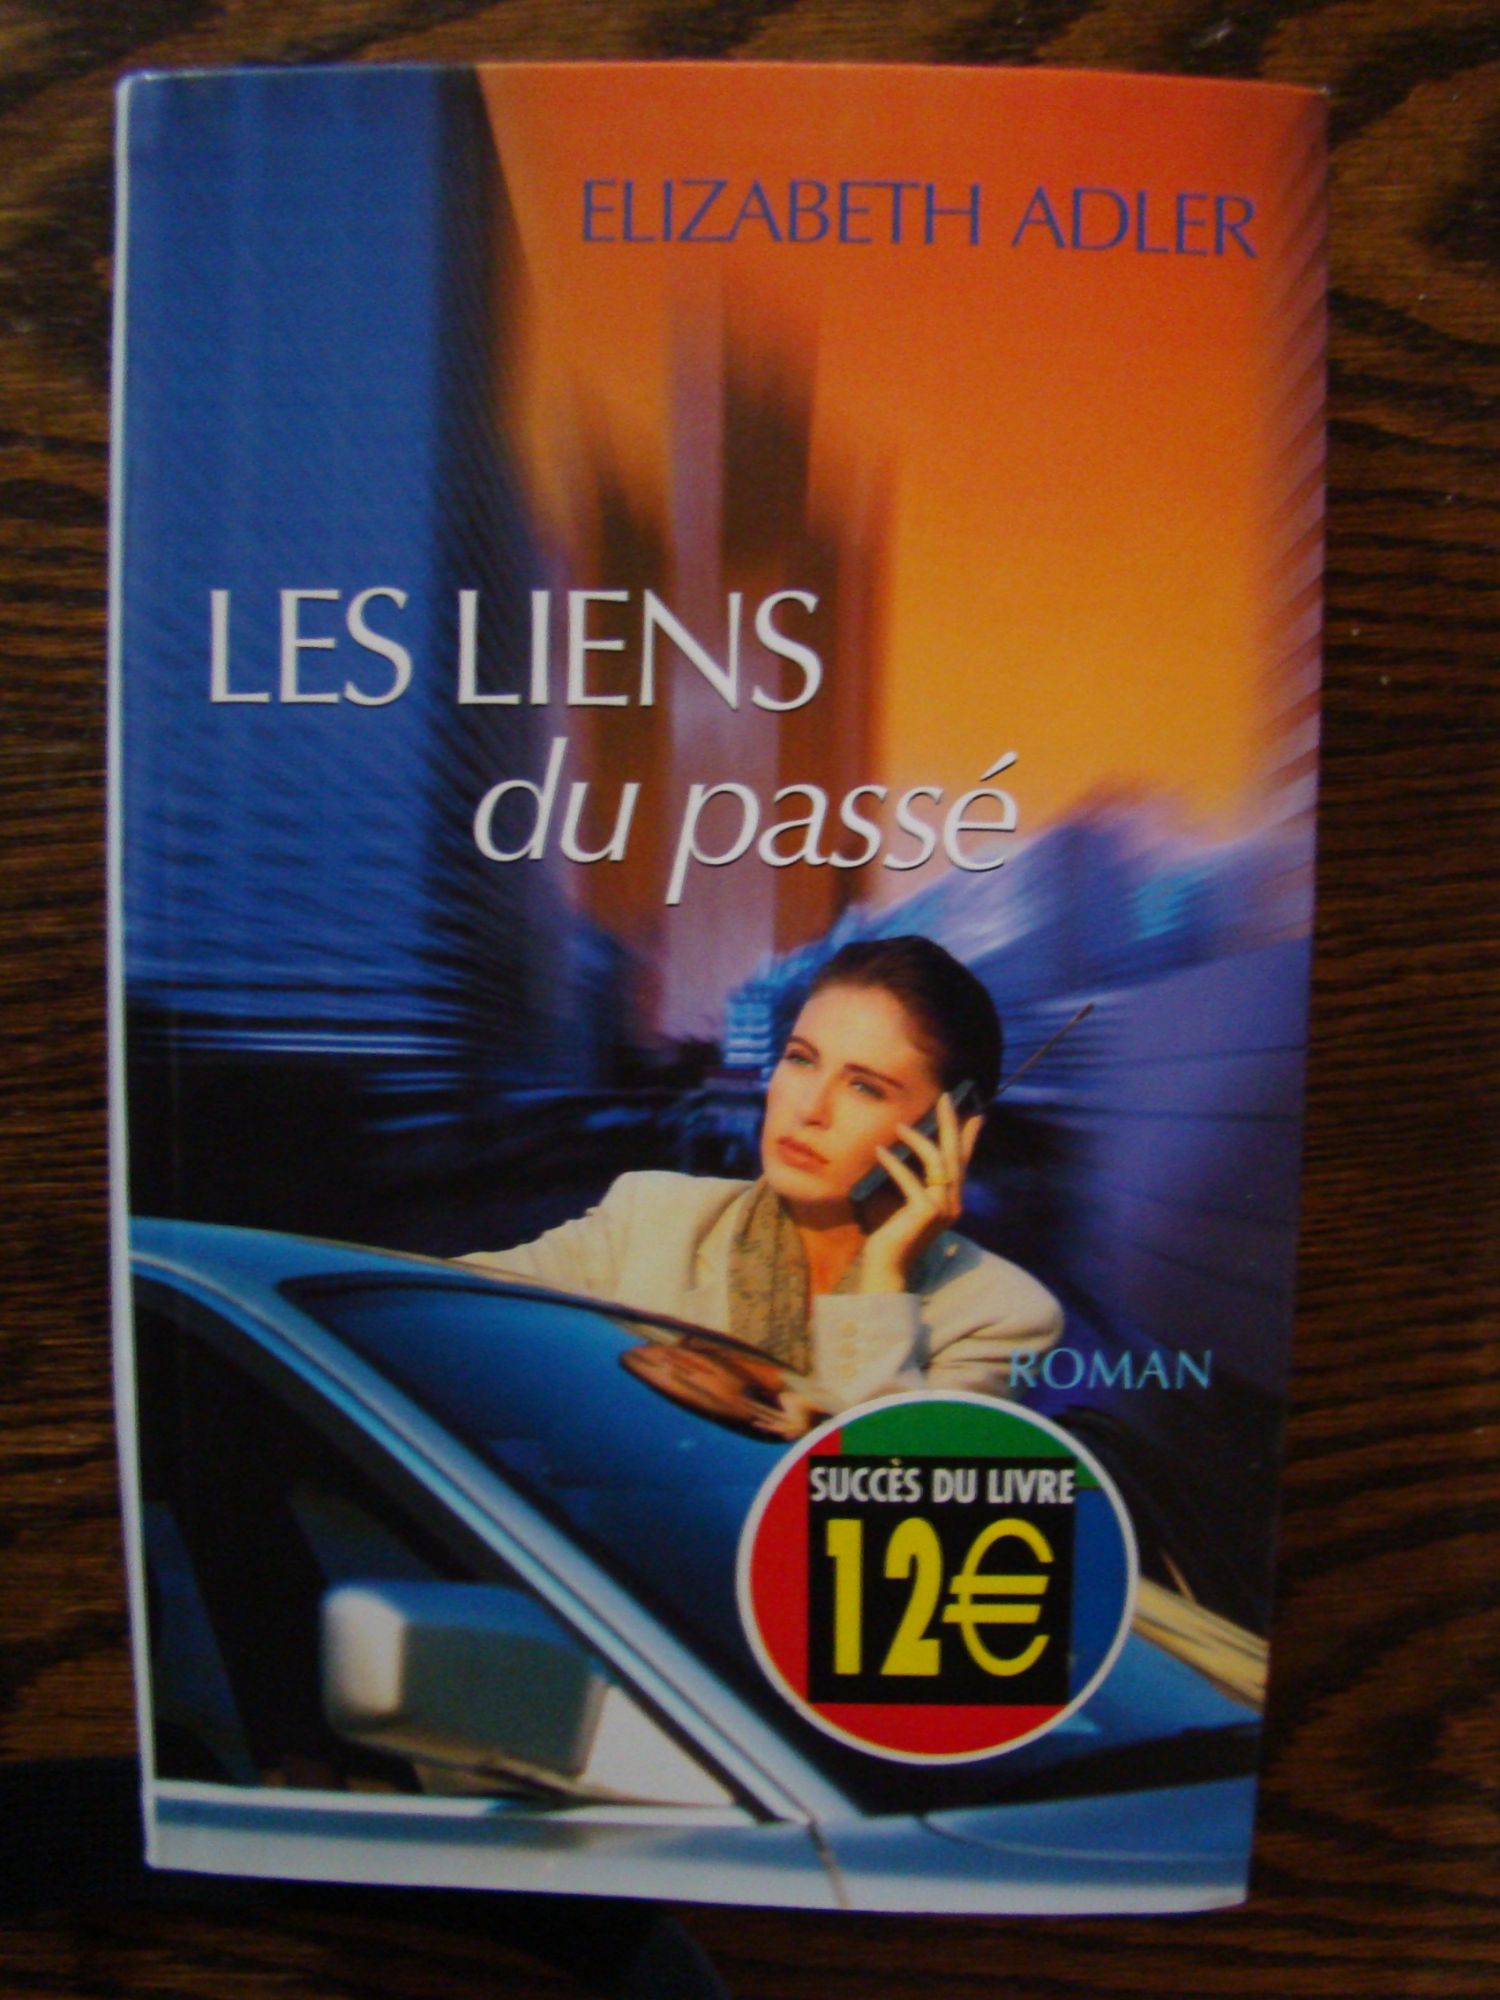 ELIZABETH ADLER
LES LIENS
du passé
ROMAN
SUCCÈS DU LIVRE
12€